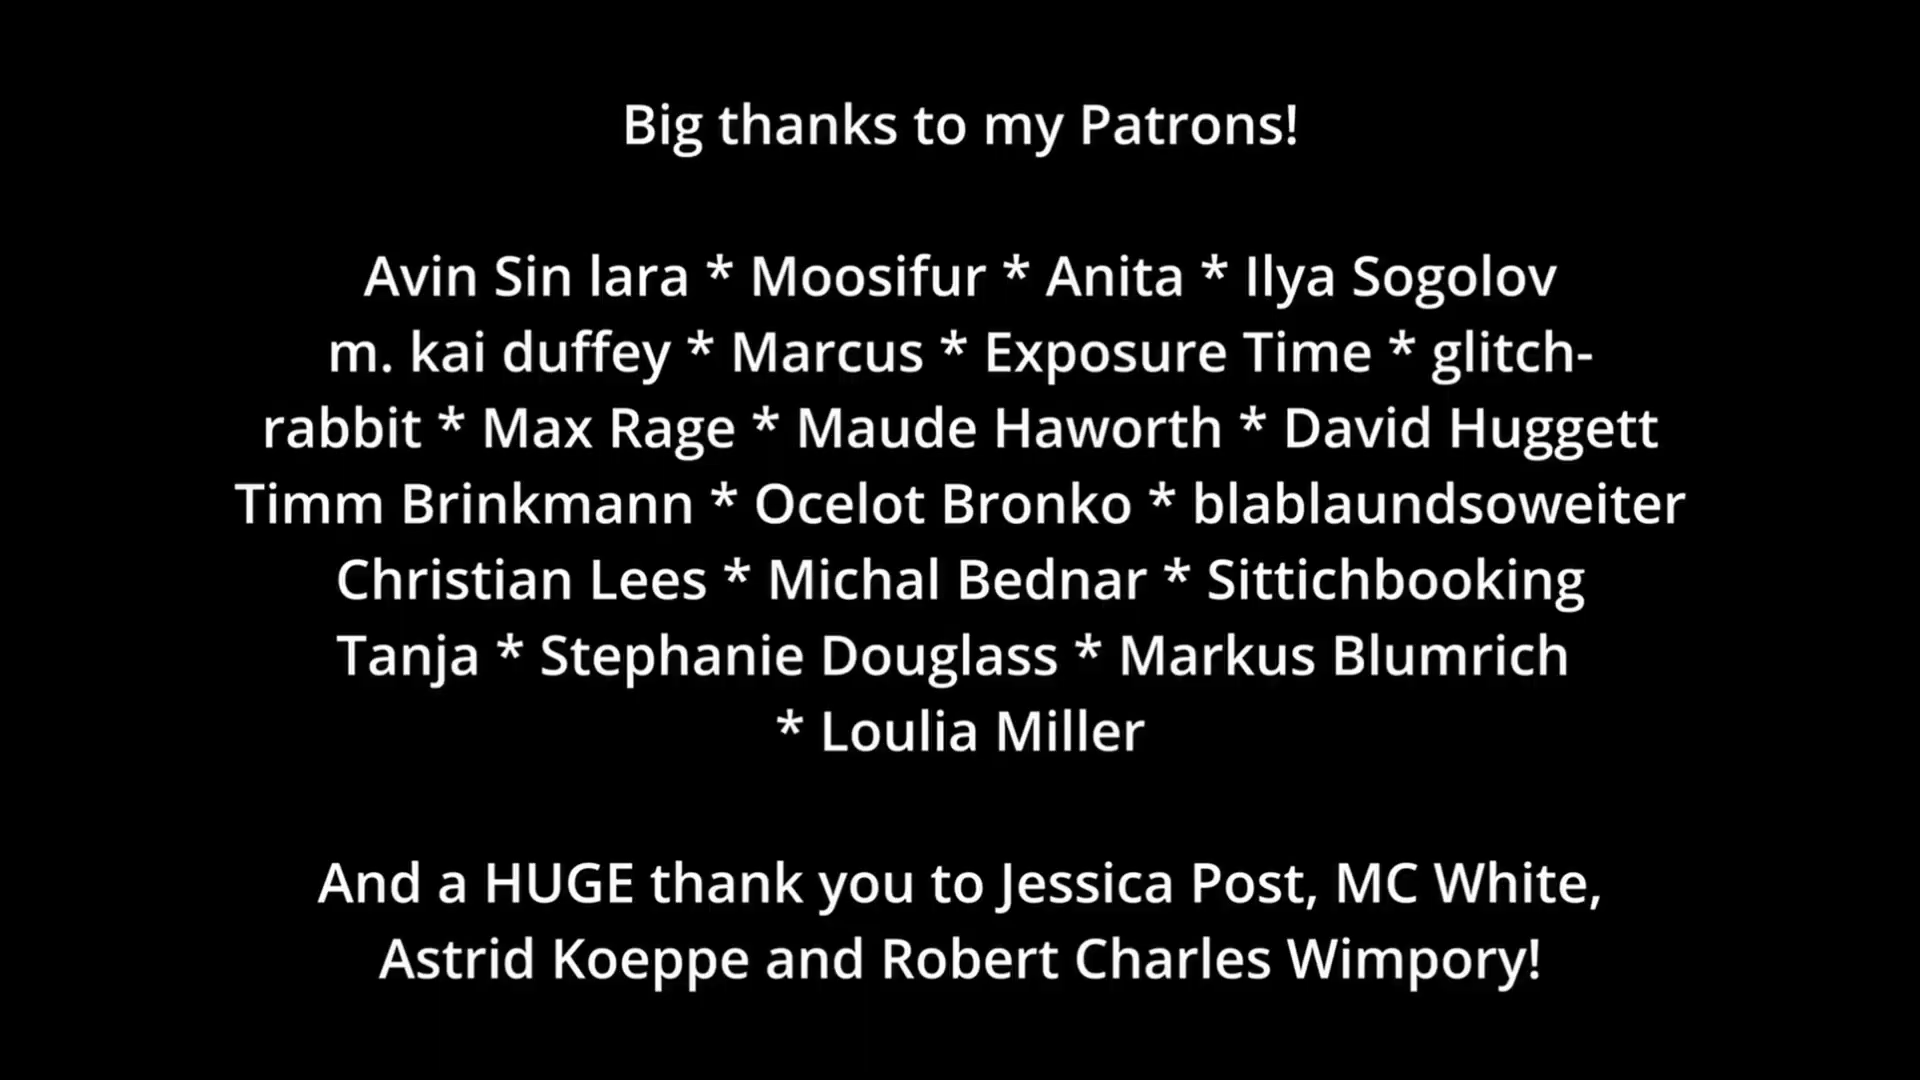 Big thanks to my Patrons!
Avin Sin lara * Moosifur * Anita * Ilya Sogolov
m. kai duffey * Marcus * Exposure Time * glitch-
rabbit * Max Rage * Maude Haworth * David Huggett
Timm Brinkmann * Ocelot Bronko * blablaundsoweiter
Christian Lees * Michal Bednar * Sittichbooking
Tanja * Stephanie Douglass * Markus Blumrich
* Loulia Miller
And a HUGE thank you to Jessica Post, MC White,
Astrid Koeppe and Robert Charles Wimpory!